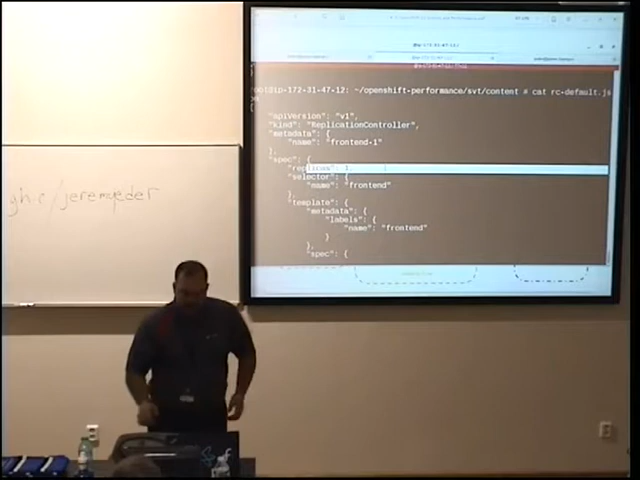 root@ip-172-31-47-12: ~/openshift-performance/svt/content # cat rc-default.js
on
{
"apiVersion": "v1",
"kind": "ReplicationController",
"metadata": {
"name": "frontend-1"
},
"spec": {
"replicas": 1,
"selector": {
"name": "frontend"
},
"template": {
"metadata": {
"labels": {
"name": "frontend"
}
},
"spec": {
gh.c/jeremyeder